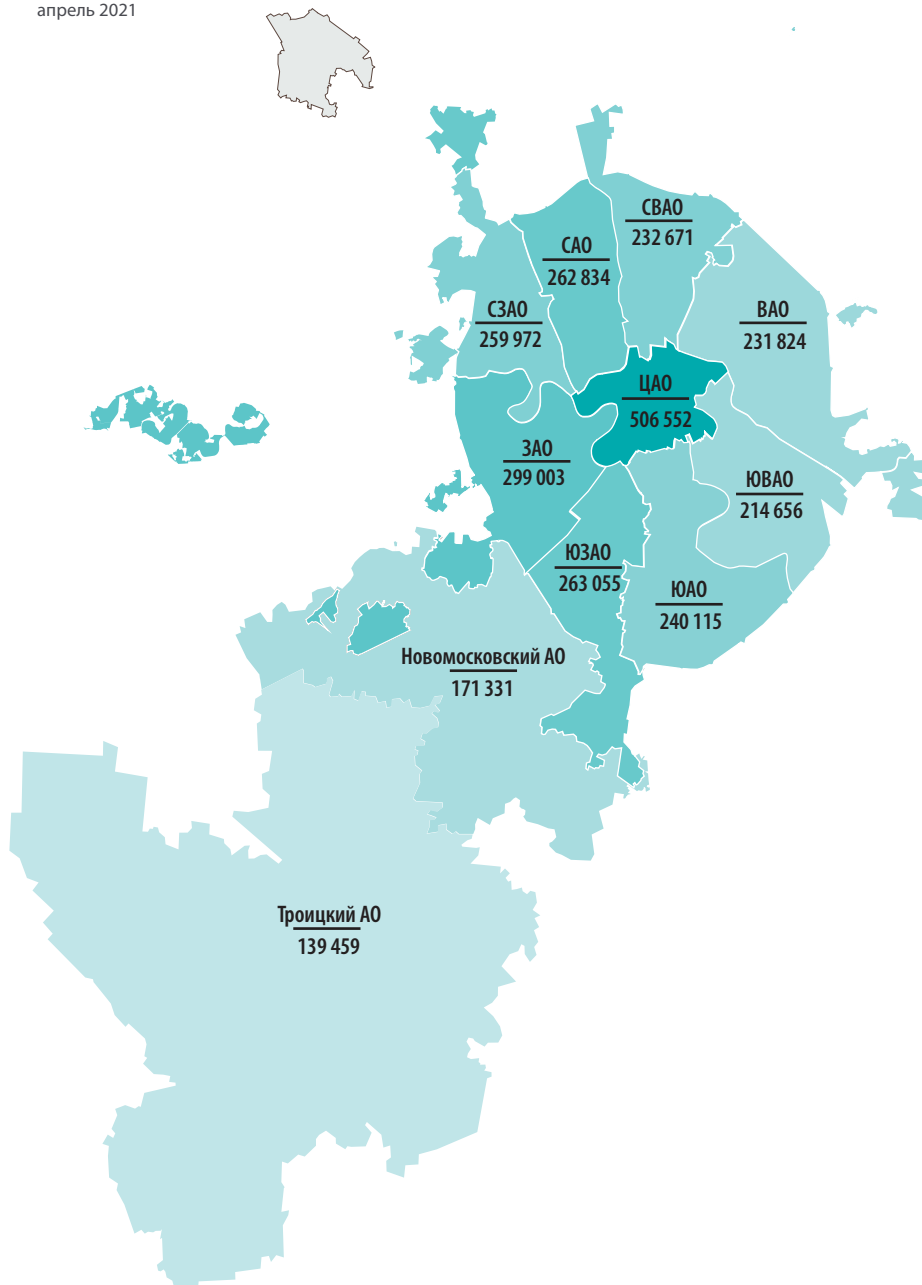 апрель 2021
СВАО
232 671
САО
262 834
СЗАО
259 972
ВАО
231 824
ЦАО
506 552
ЗАО
299 003
ЮВАО
214 656
ЮЗАО
263 055
ЮАО
240 115
Новомосковский АО
171 331
Троицкий АО
139 459